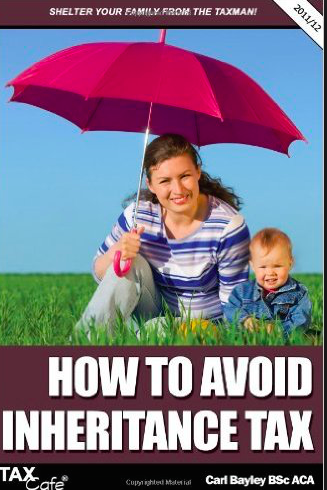 SHELTER YOUR FAMILY FROM THE TAXMAN!
2011/12
HOW TO AVOID
INHERITANCE TAX
TAX
Cafe®
Copyrighted Material
Carl Bayley BSc ACA